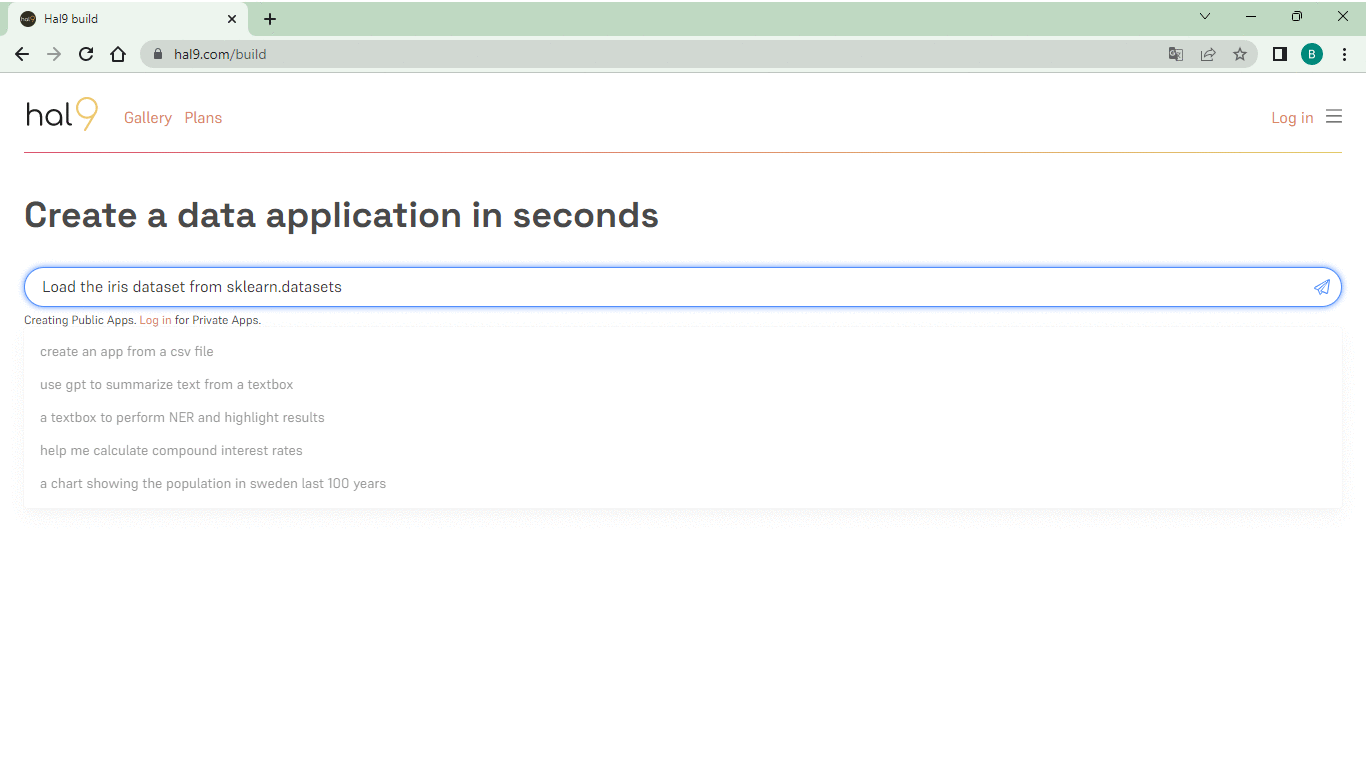 Hal9 build
hal9.com/build
B
hal9 Gallery Plans Log in
Create a data application in seconds
Load the iris dataset from sklearn.datasets
Creating Public Apps. Log in for Private Apps.
create an app from a csv file
use gpt to summarize text from a textbox
a textbox to perform NER and highlight results
help me calculate compound interest rates
a chart showing the population in sweden last 100 years